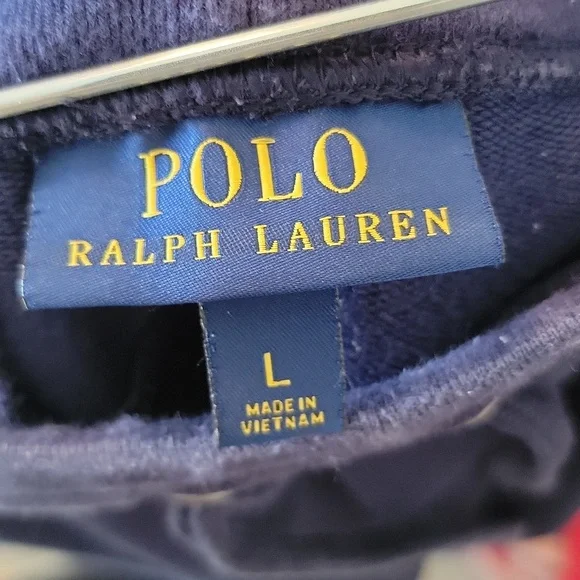 POLO
RALPH LAUREN
L
MADE IN
VIETNAM